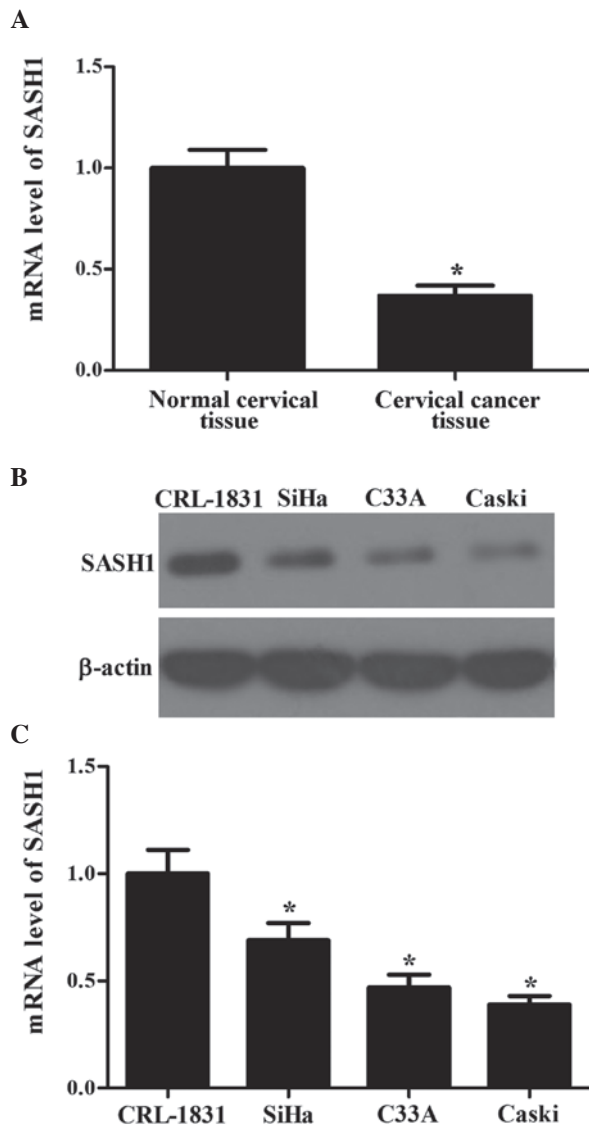 A
mRNA level of SASH1
1.5
1.0
0.5
0.0
*
Normal cervical
tissue
Cervical cancer
tissue
B
CRL-1831 SiHa C33A Caski
SASH1
β-actin
C
mRNA level of SASH1
1.5
1.0
0.5
0.0
*
*
*
CRL-1831 SiHa C33A Caski